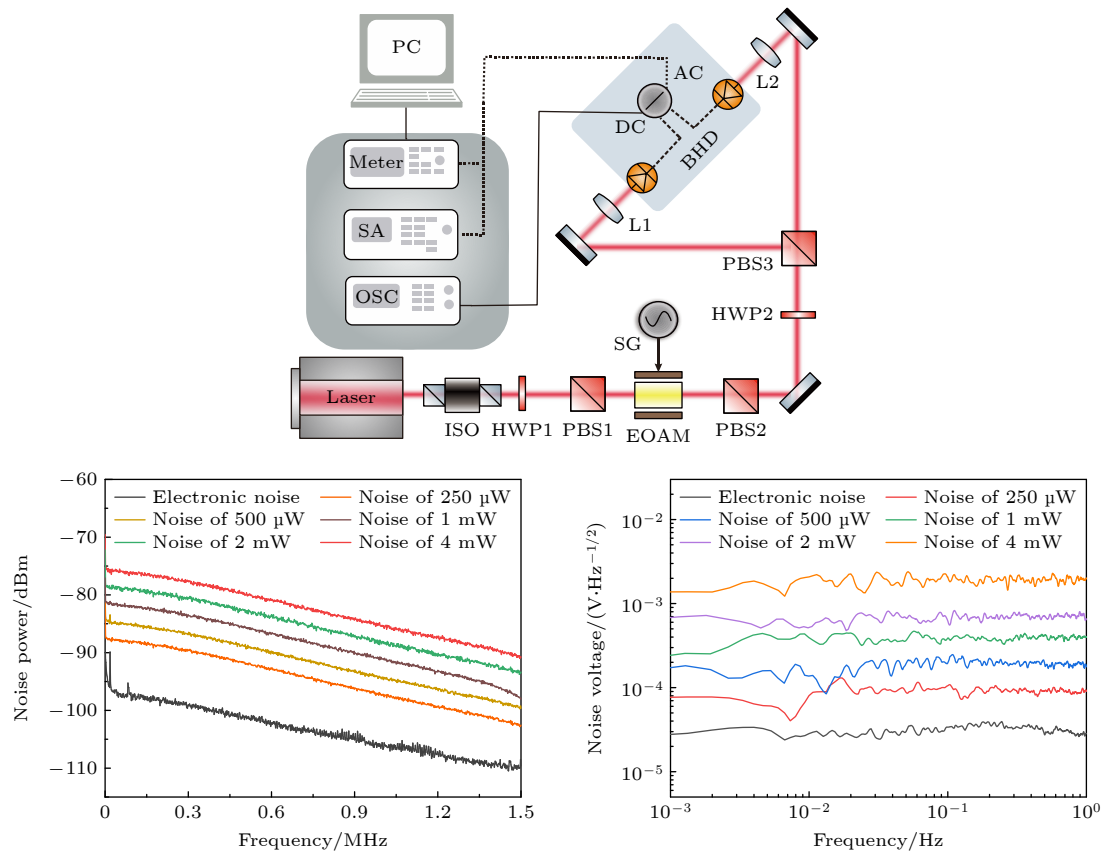 PC
AC
L2
DC
BHD
Meter
L1
SA
PBS3
OSC
HWP2
SG
Laser
ISO
HWP1
PBS1
EOAM
PBS2
−60
−70
−80
−90
−100
−110
Noise power/dBm
Electronic noise
Noise of 250 µW
Noise of 500 µW
Noise of 1 mW
Noise of 2 mW
Noise of 4 mW
0
0.3
0.6
0.9
1.2
1.5
Frequency/MHz
10⁻²
10⁻³
10⁻⁴
10⁻⁵
Noise voltage/(V·Hz⁻¹/²)
Electronic noise
Noise of 250 µW
Noise of 500 µW
Noise of 1 mW
Noise of 2 mW
Noise of 4 mW
10⁻³
10⁻²
10⁻¹
10⁰
Frequency/Hz